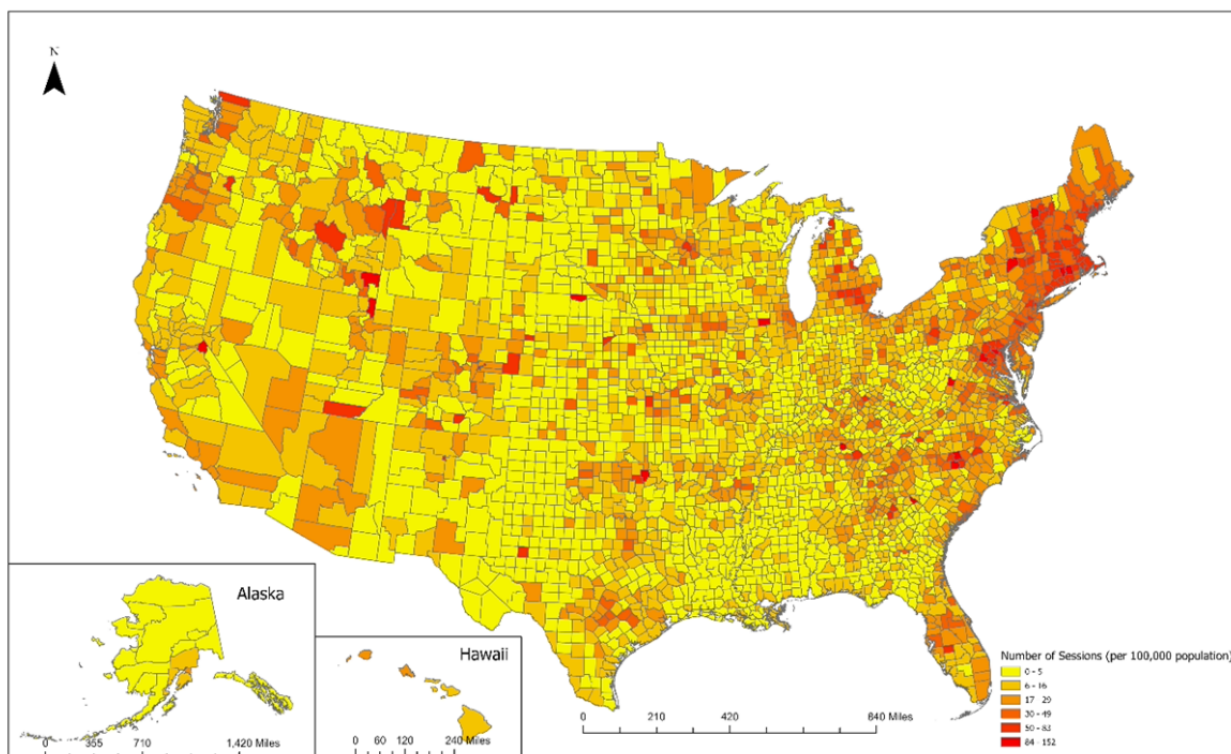 N
Alaska
0 355 710 1,420 Miles
Hawaii
0 60 120 240 Miles
0 210 420 840 Miles
Number of Sessions (per 100,000 population)
0 - 5
6 - 16
17 - 29
30 - 49
50 - 83
84 - 152